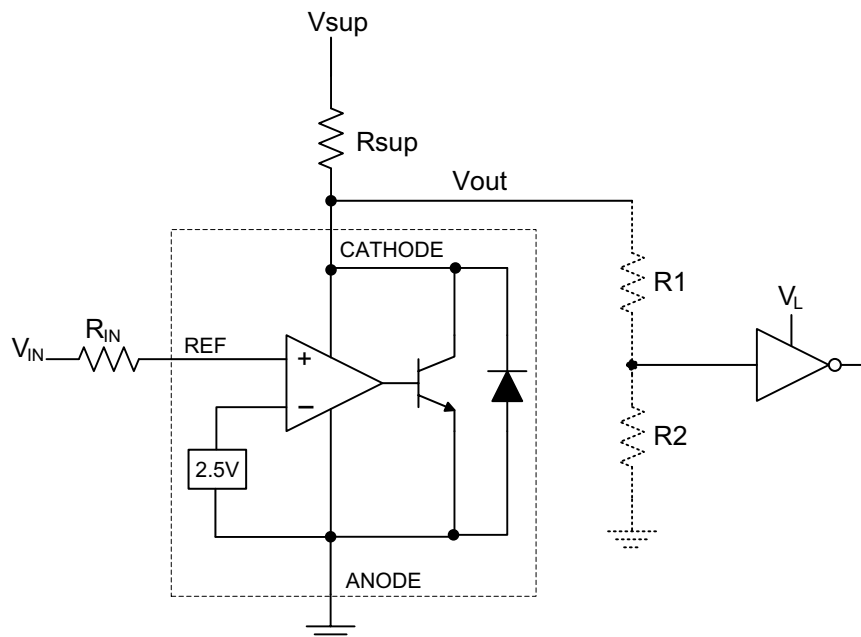 Vsup
Rsup
Vout
CATHODE
R1
VL
RIN
VIN
REF
+
−
R2
2.5V
ANODE